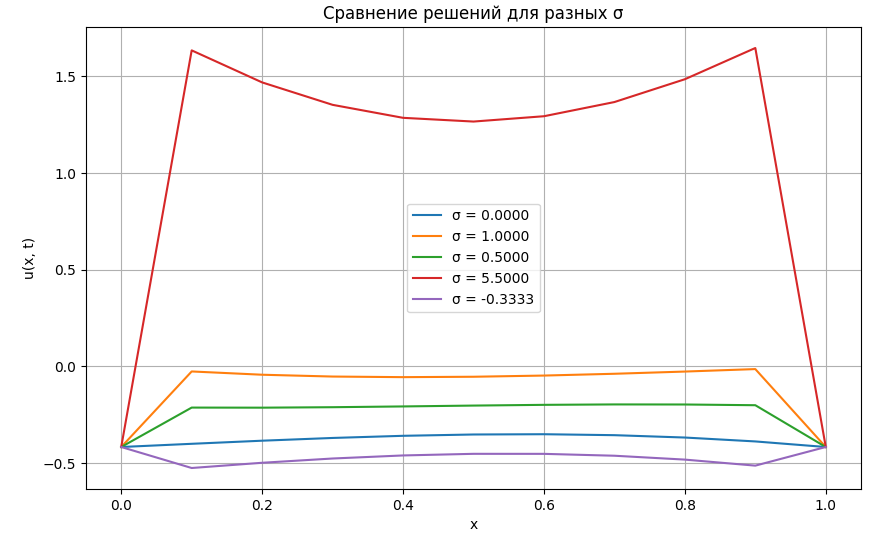 Сравнение решений для разных σ
u(x, t)
1.5
1.0
0.5
0.0
−0.5
σ = 0.0000
σ = 1.0000
σ = 0.5000
σ = 5.5000
σ = -0.3333
0.0 0.2 0.4 0.6 0.8 1.0
x